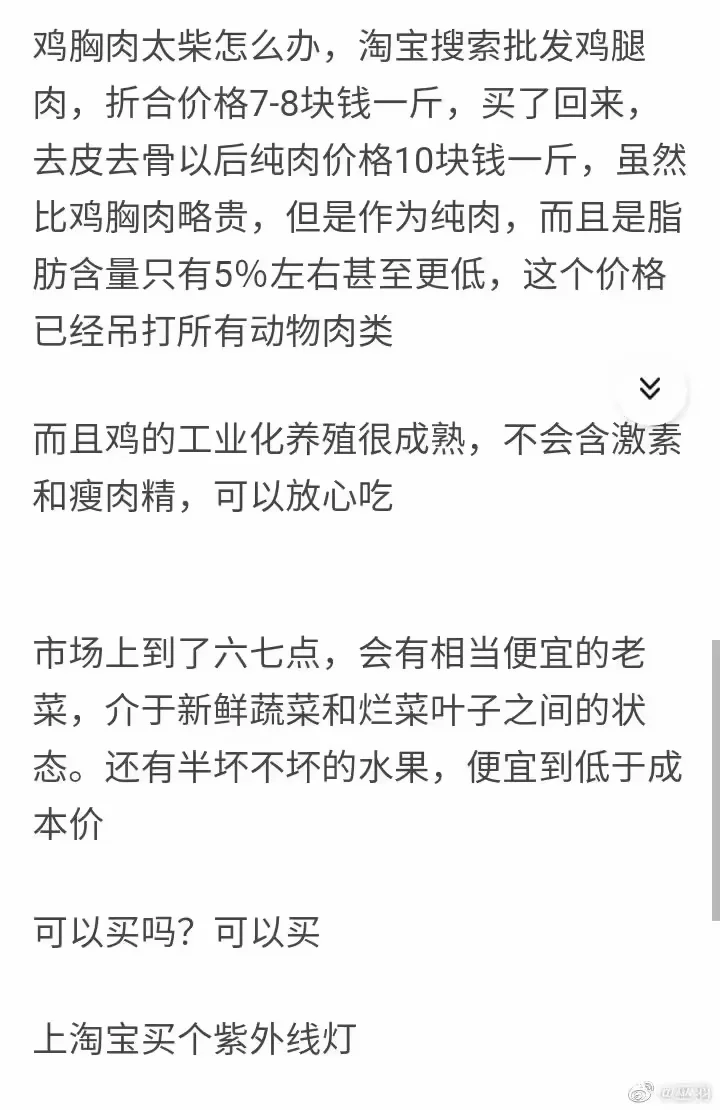 鸡胸肉太柴怎么办，淘宝搜索批发鸡腿
肉，折合价格7-8块钱一斤，买了回来，
去皮去骨以后纯肉价格10块钱一斤，虽然
比鸡胸肉略贵，但是作为纯肉，而且是脂
肪含量只有5%左右甚至更低，这个价格
已经吊打所有动物肉类
而且鸡的工业化养殖很成熟，不会含激素
和瘦肉精，可以放心吃
市场上到了六七点，会有相当便宜的老
菜，介于新鲜蔬菜和烂菜叶子之间的状
态。还有半坏不坏的水果，便宜到低于成
本价
可以买吗？可以买
上淘宝买个紫外线灯